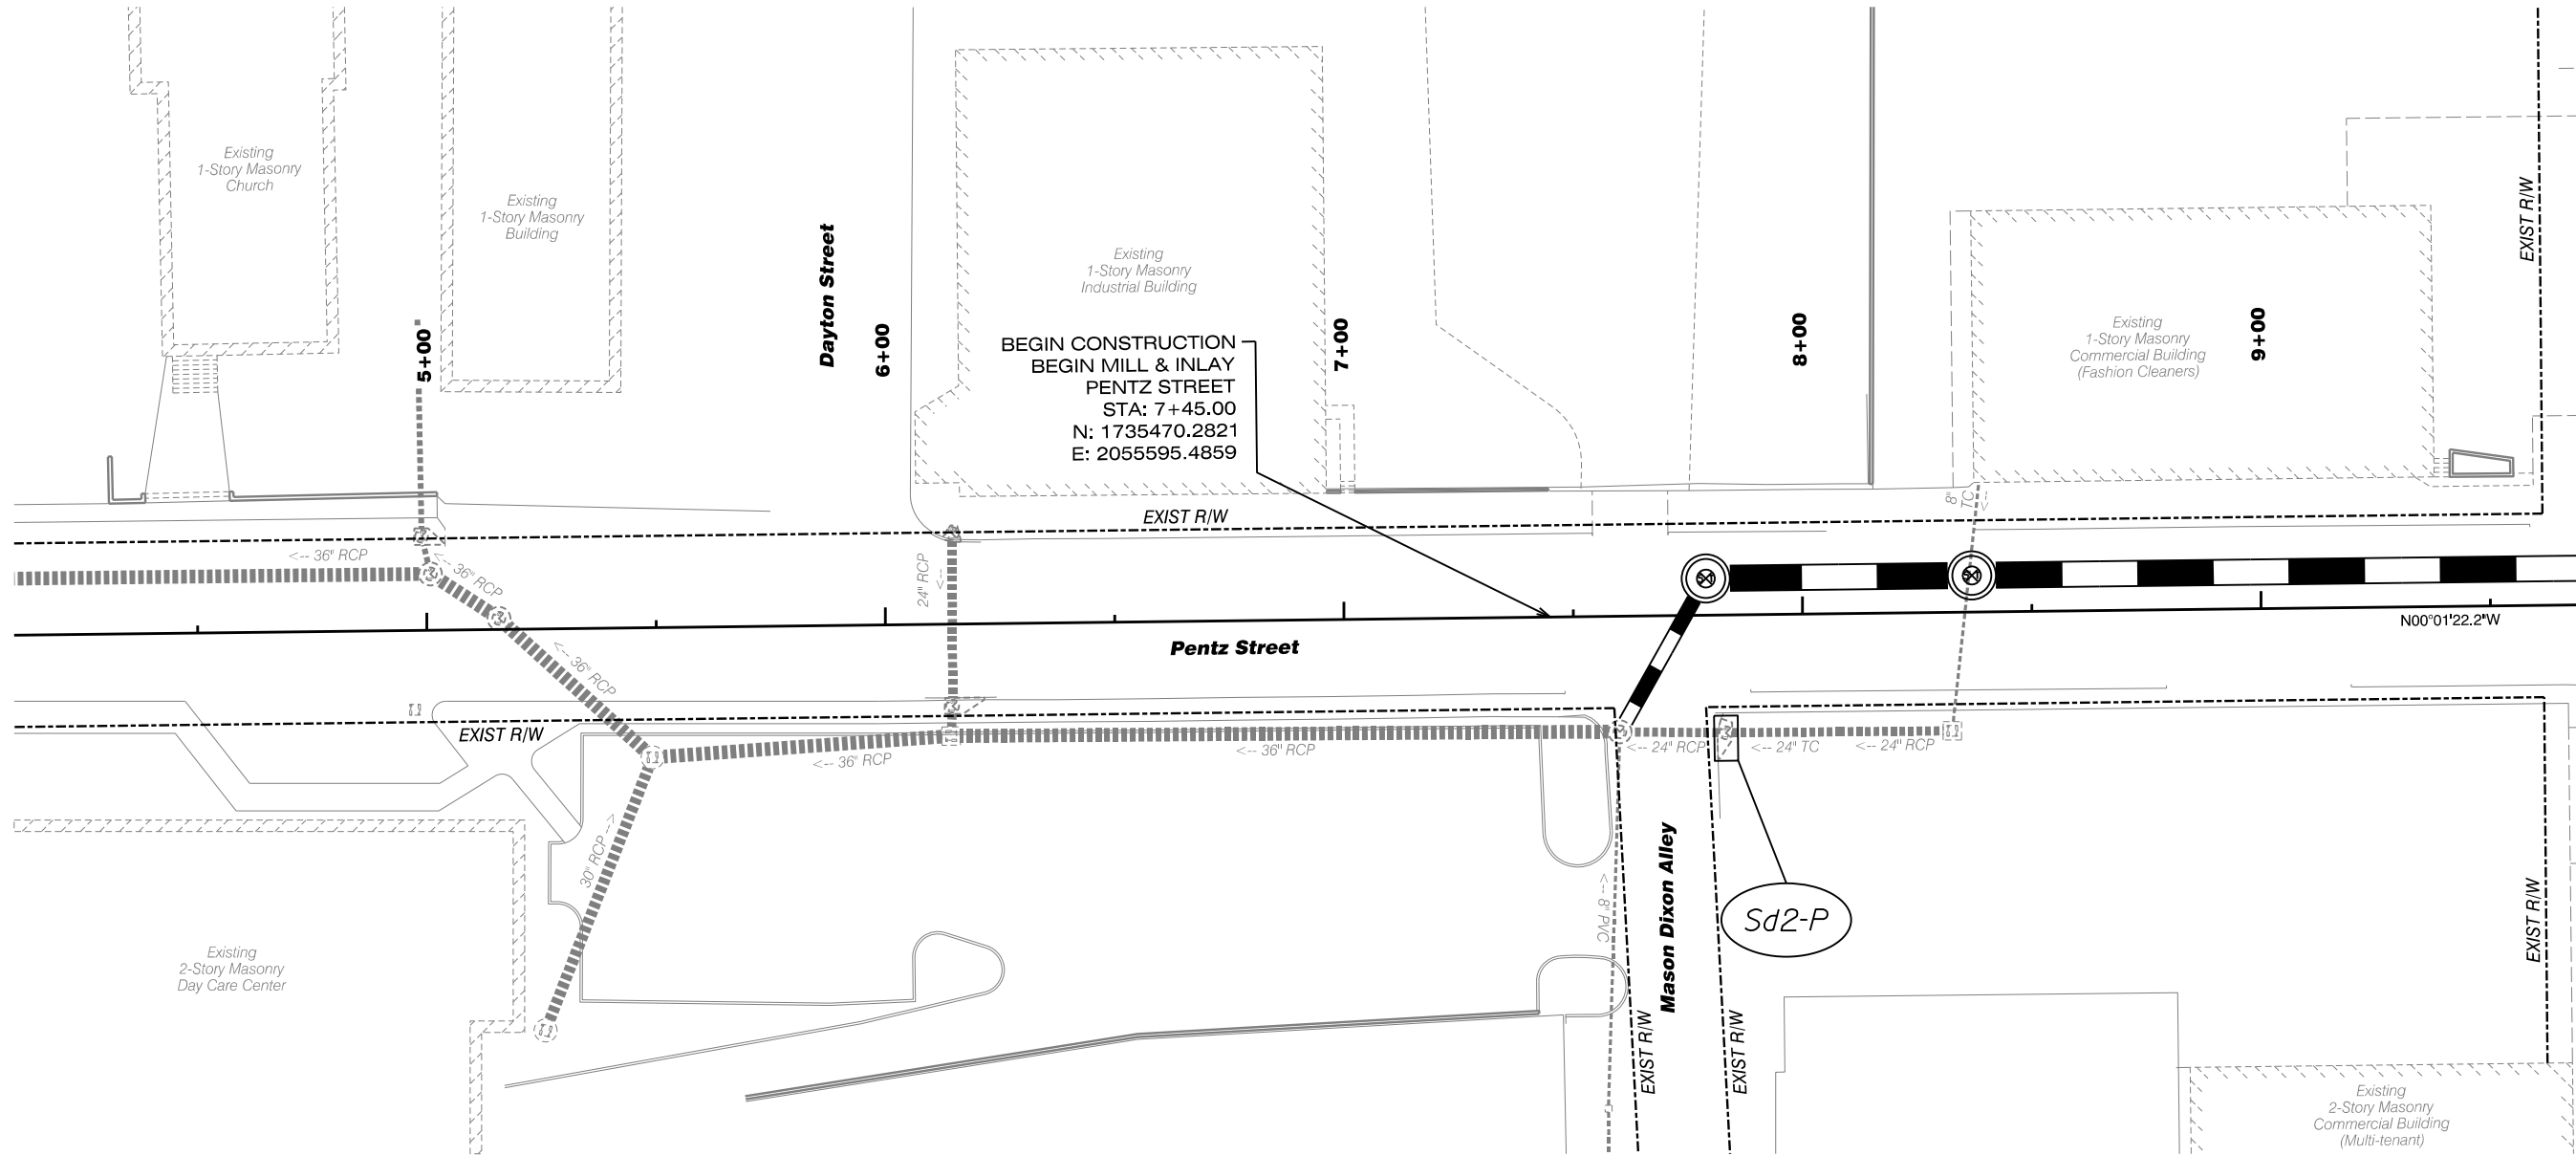 Existing
1-Story Masonry
Church
Existing
1-Story Masonry
Building
Dayton Street
5+00
6+00
7+00
8+00
9+00
Existing
1-Story Masonry
Industrial Building
BEGIN CONSTRUCTION
BEGIN MILL & INLAY
PENTZ STREET
STA: 7+45.00
N: 1735470.2821
E: 2055595.4859
Existing
1-Story Masonry
Commercial Building
(Fashion Cleaners)
EXIST R/W
8"
TC
<--
EXIST R/W
<-- 36" RCP
<-- 36" RCP
24" RCP
<--
<-- 36" RCP
Pentz Street
N00°01'22.2"W
EXIST R/W
<-- 36" RCP
<-- 36" RCP
<-- 24" RCP
<-- 24" TC
<-- 24" RCP
30" RCP -->
<-- 8" PVC
Mason Dixon Alley
Sd2-P
EXIST R/W
EXIST R/W
EXIST R/W
Existing
2-Story Masonry
Day Care Center
Existing
2-Story Masonry
Commercial Building
(Multi-tenant)